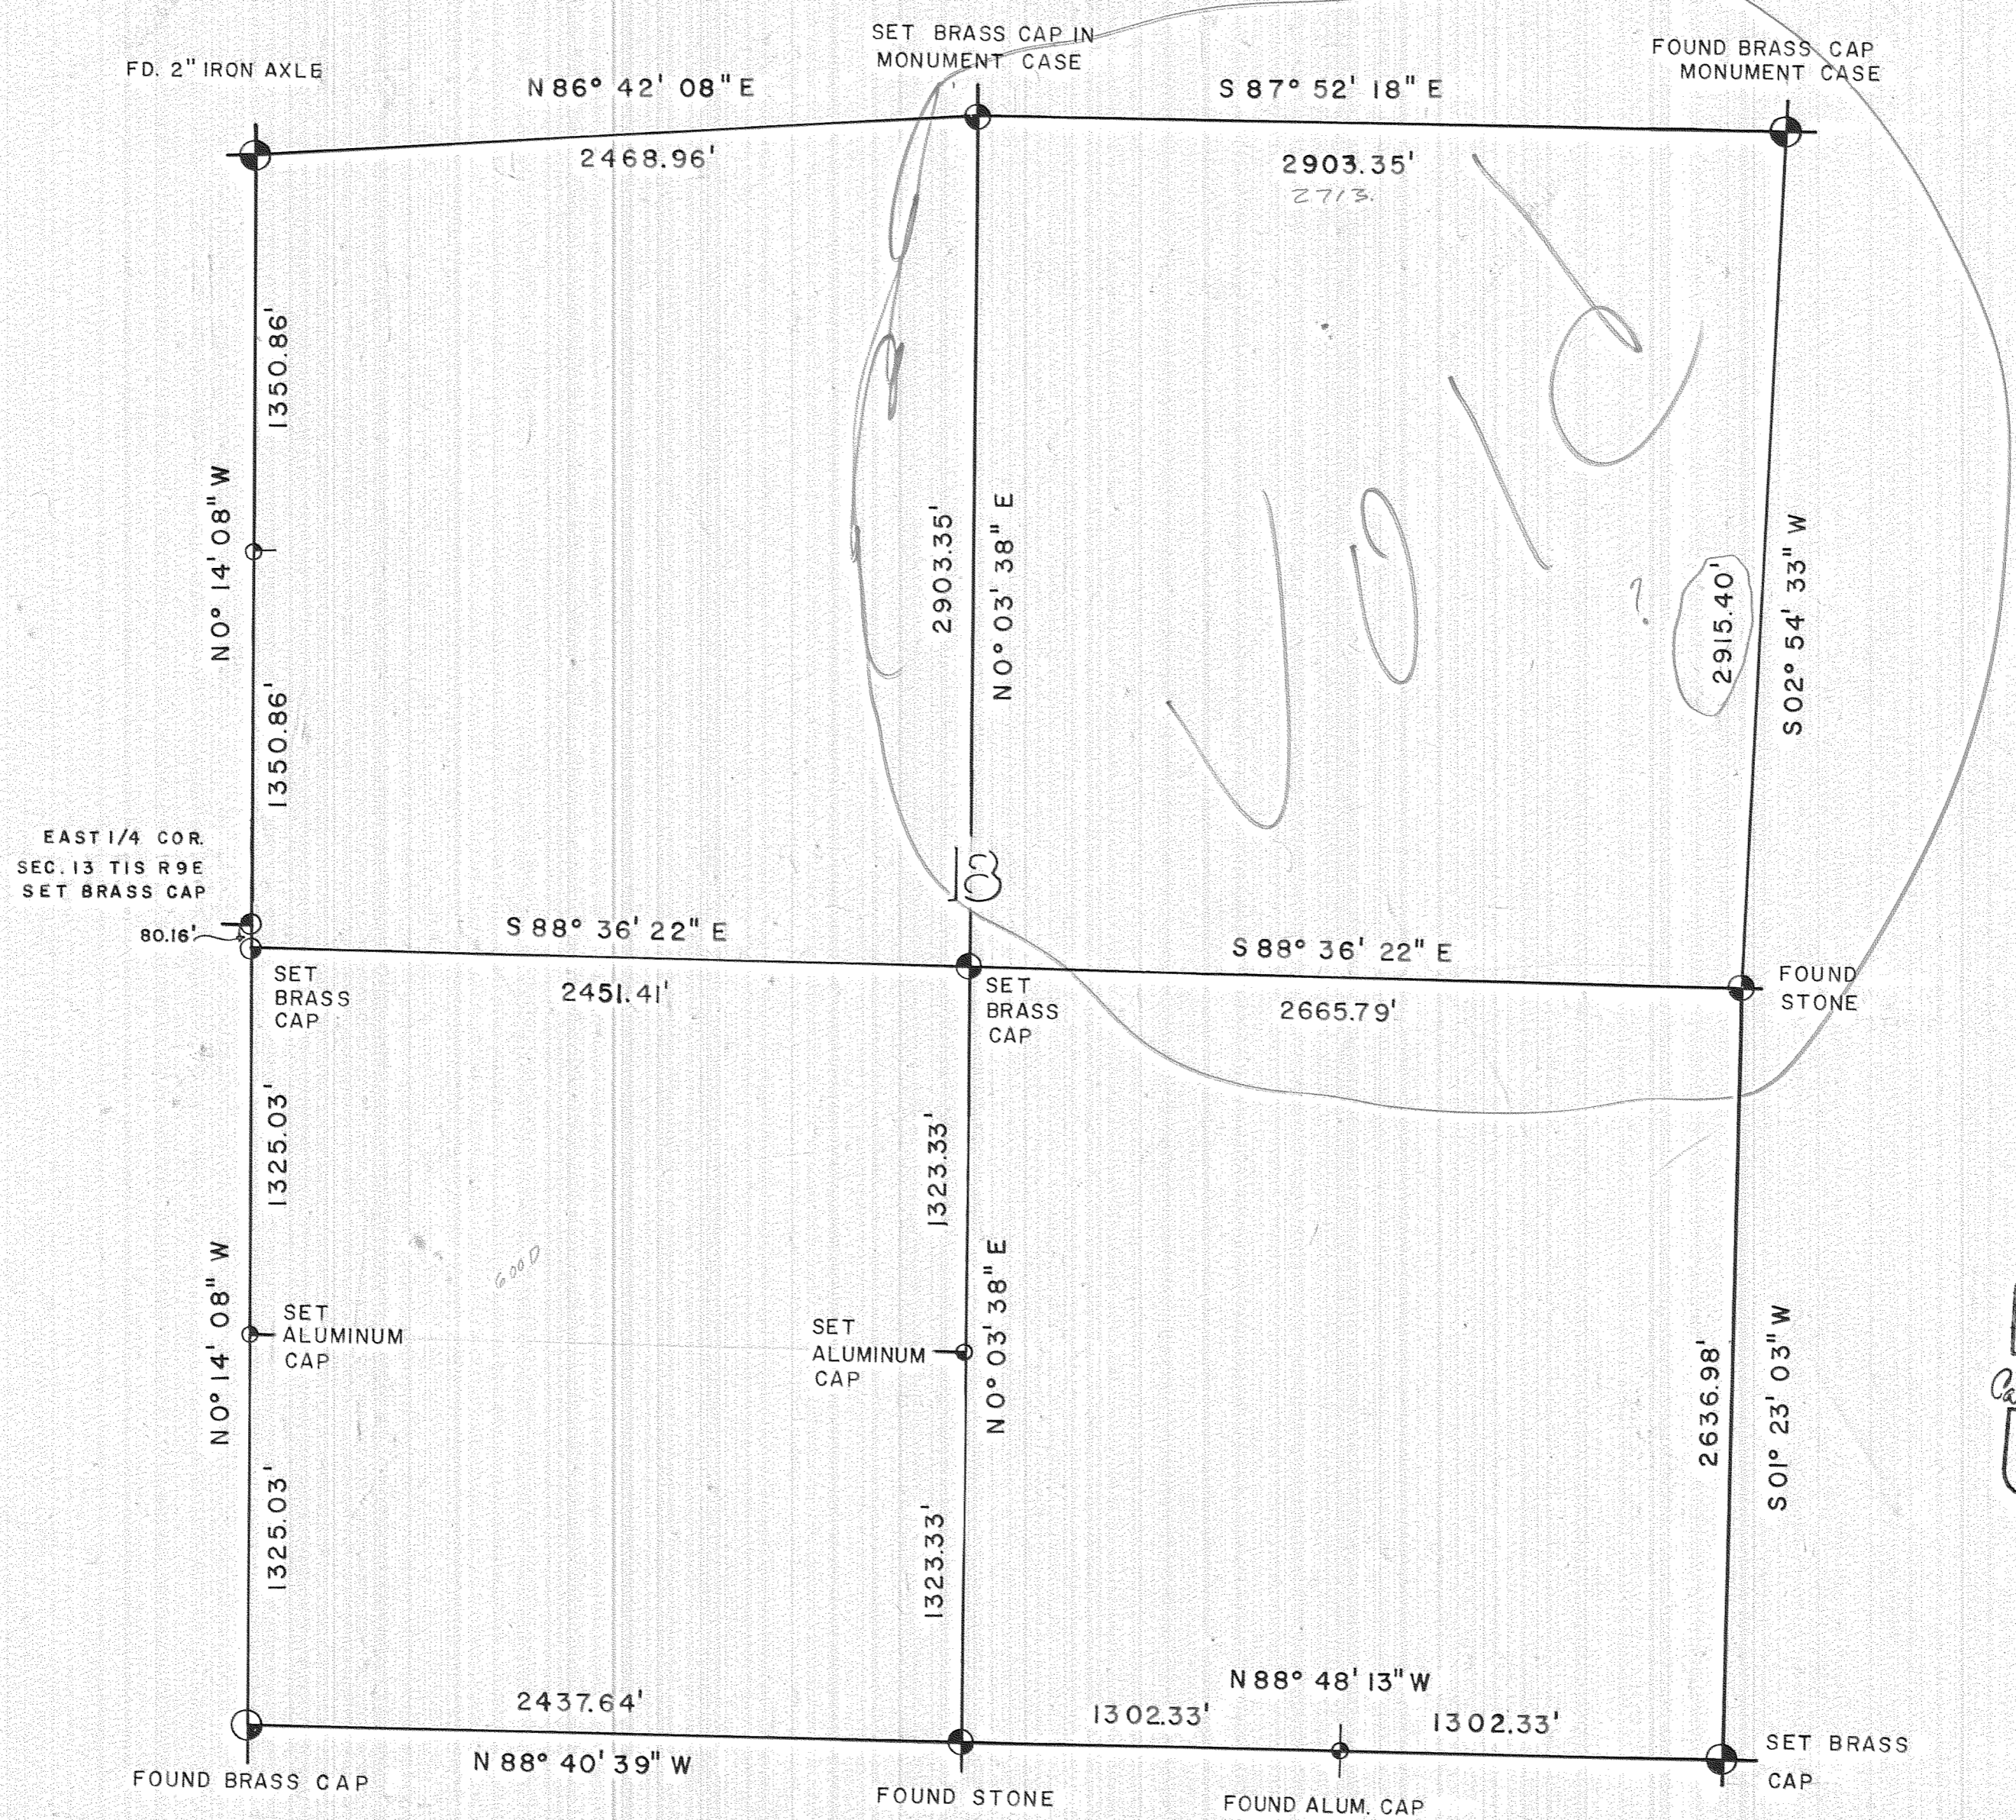 SET BRASS CAP IN
MONUMENT CASE
FOUND BRASS CAP
MONUMENT CASE
FD. 2" IRON AXLE
N 86° 42' 08" E
S 87° 52' 18" E
2468.96'
2903.35'
2713.
1350.86'
N 0° 14' 08" W
1350.86'
2903.35'
N 0° 03' 38" E
VOID
?
2915.40'
S 02° 54' 33" W
EAST 1/4 COR.
SEC. 13 T1S R9E
SET BRASS CAP
80.16'
18
S 88° 36' 22" E
2451.41'
SET
BRASS
CAP
S 88° 36' 22" E
2665.79'
SET
BRASS
CAP
FOUND
STONE
1325.03'
1323.33'
N 0° 14' 08" W
SET
ALUMINUM
CAP
SET
ALUMINUM
CAP
N 0° 03' 38" E
2636.98'
S 01° 23' 03" W
1325.03'
1323.33'
2437.64'
N 88° 40' 39" W
N 88° 48' 13" W
1302.33'
1302.33'
FOUND BRASS CAP
FOUND STONE
FOUND ALUM. CAP
SET BRASS
CAP